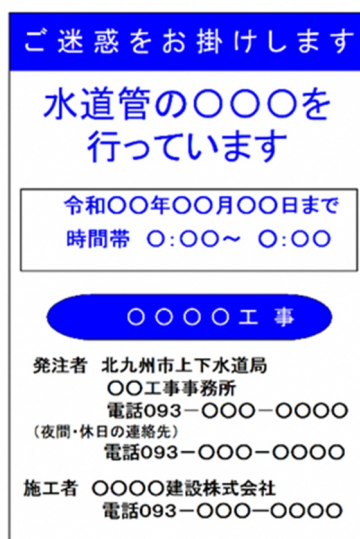 ご迷惑をお掛けします
水道管の〇〇〇を
行っています
令和〇〇年〇〇月〇〇日まで
時間帯 〇:〇〇~ 〇:〇〇
〇〇〇〇工 事
発注者 北九州市上下水道局
〇〇工事事務所
電話093-〇〇〇-〇〇〇〇
(夜間・休日の連絡先)
電話093-〇〇〇-〇〇〇〇
施工者 〇〇〇〇建設株式会社
電話093-〇〇〇-〇〇〇〇